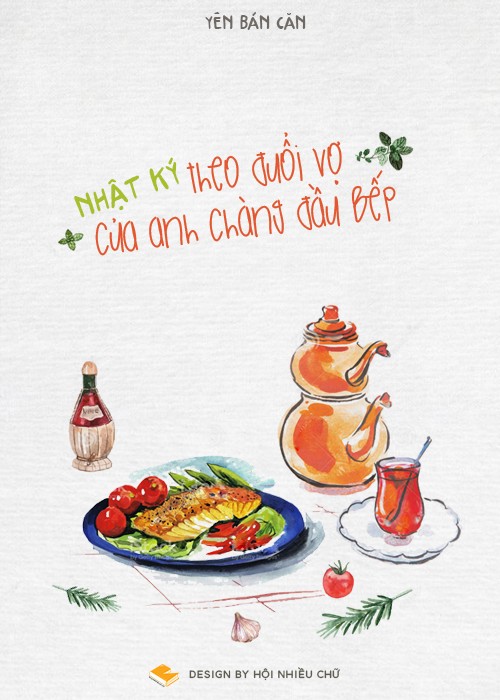 YÊN BÁN CĂN
NHẬT KÝ theo đuổi vợ
của anh chàng đầu bếp
DESIGN BY HỘI NHIỀU CHỮ